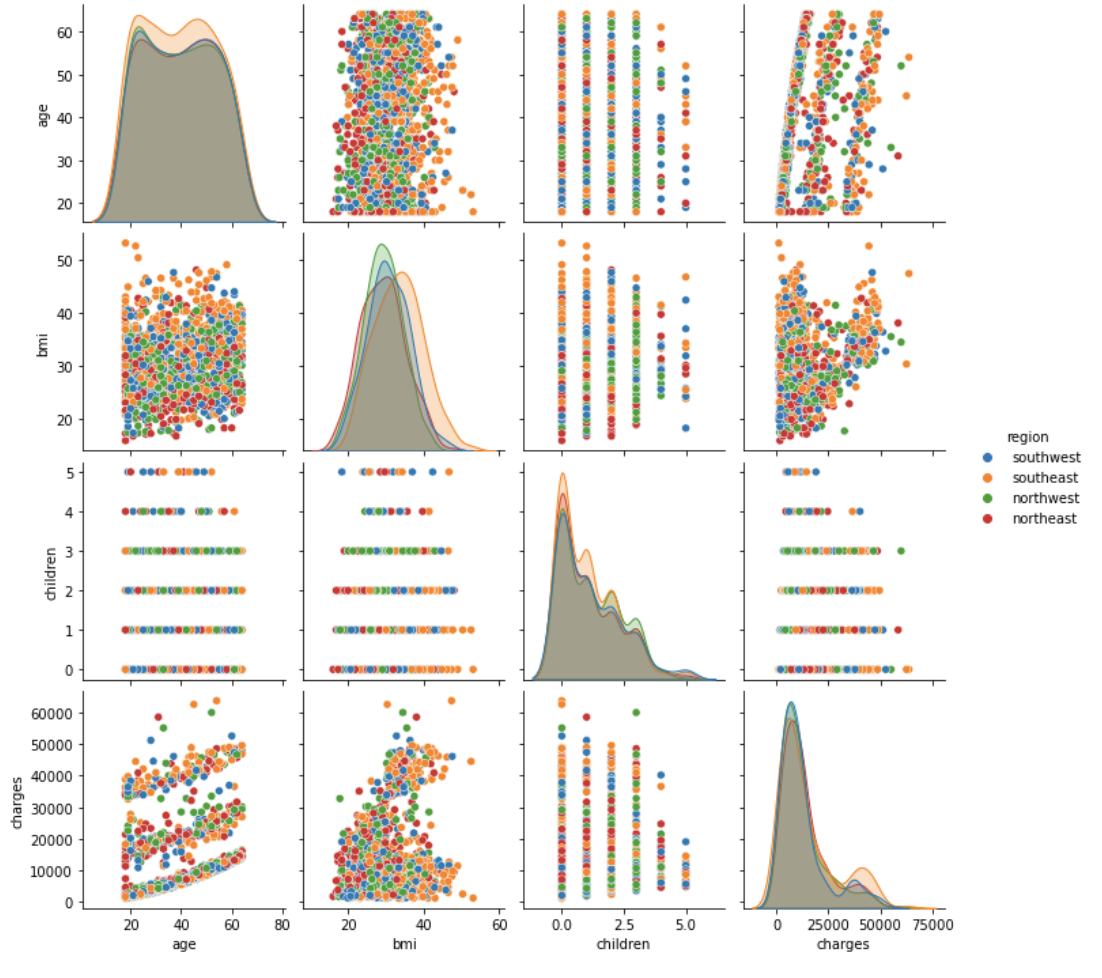 age
60
50
40
30
20
bmi
50
40
30
20
region
southwest
southeast
northwest
northeast
children
5
4
3
2
1
0
charges
60000
50000
40000
30000
20000
10000
0
20 40 60 80
20 40 60
0.0 2.5 5.0
0 25000 50000 75000
age
bmi
children
charges